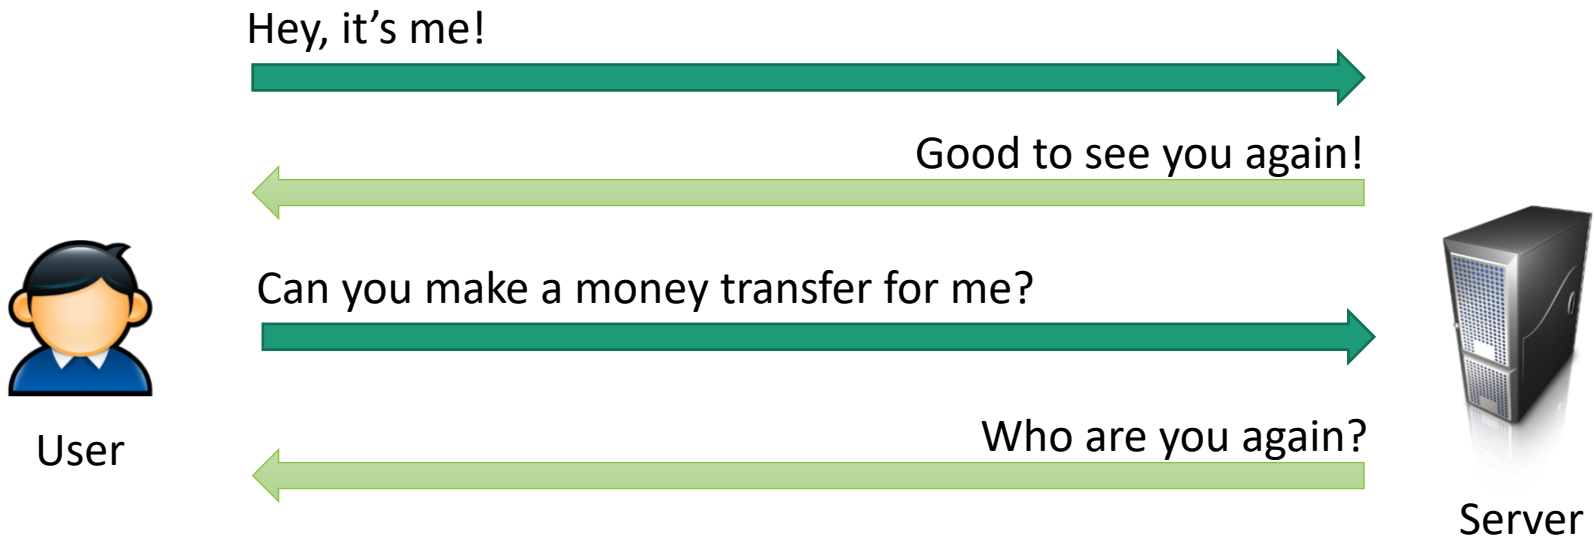 Hey, it’s me!
Good to see you again!
Can you make a money transfer for me?
Who are you again?
User
Server